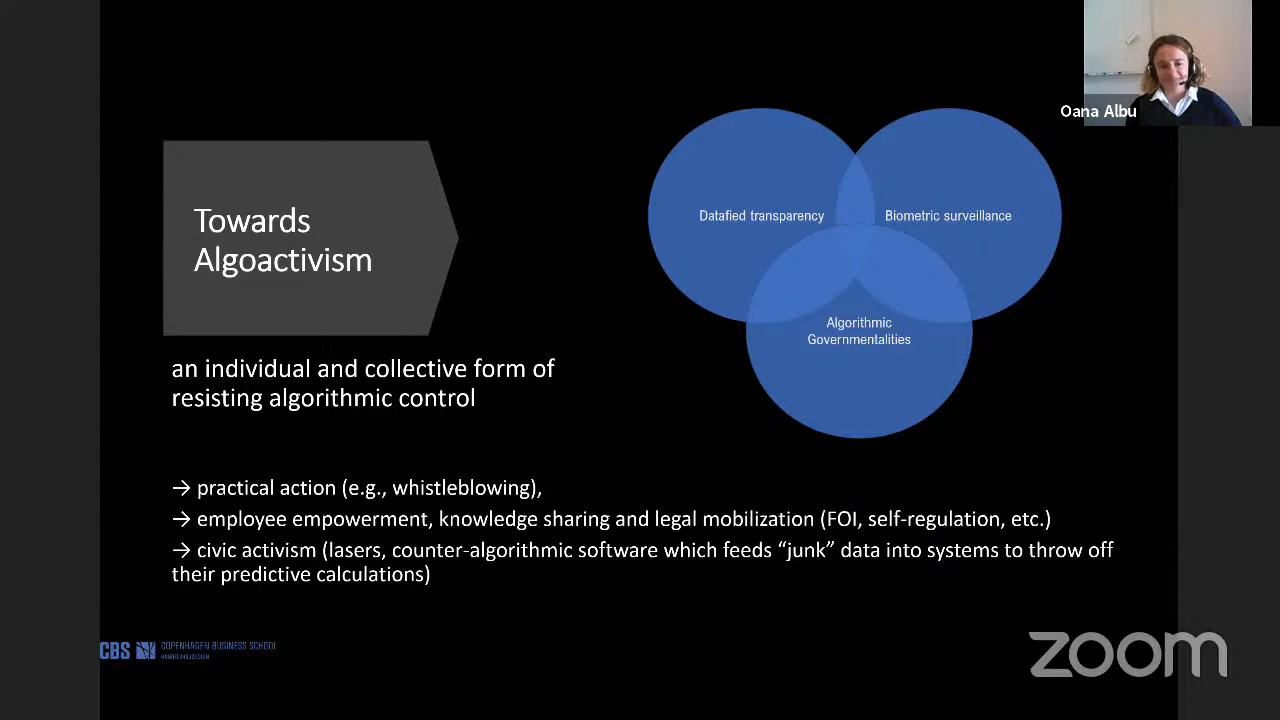 Oana Albu
Towards
Algoactivism
Datafied transparency
Biometric surveillance
Algorithmic
Governmentalities
an individual and collective form of
resisting algorithmic control
→ practical action (e.g., whistleblowing),
→ employee empowerment, knowledge sharing and legal mobilization (FOI, self-regulation, etc.)
→ civic activism (lasers, counter-algorithmic software which feeds “junk” data into systems to throw off
their predictive calculations)
CBS COPENHAGEN BUSINESS SCHOOL
HANDELSHØJSKOLEN
zoom